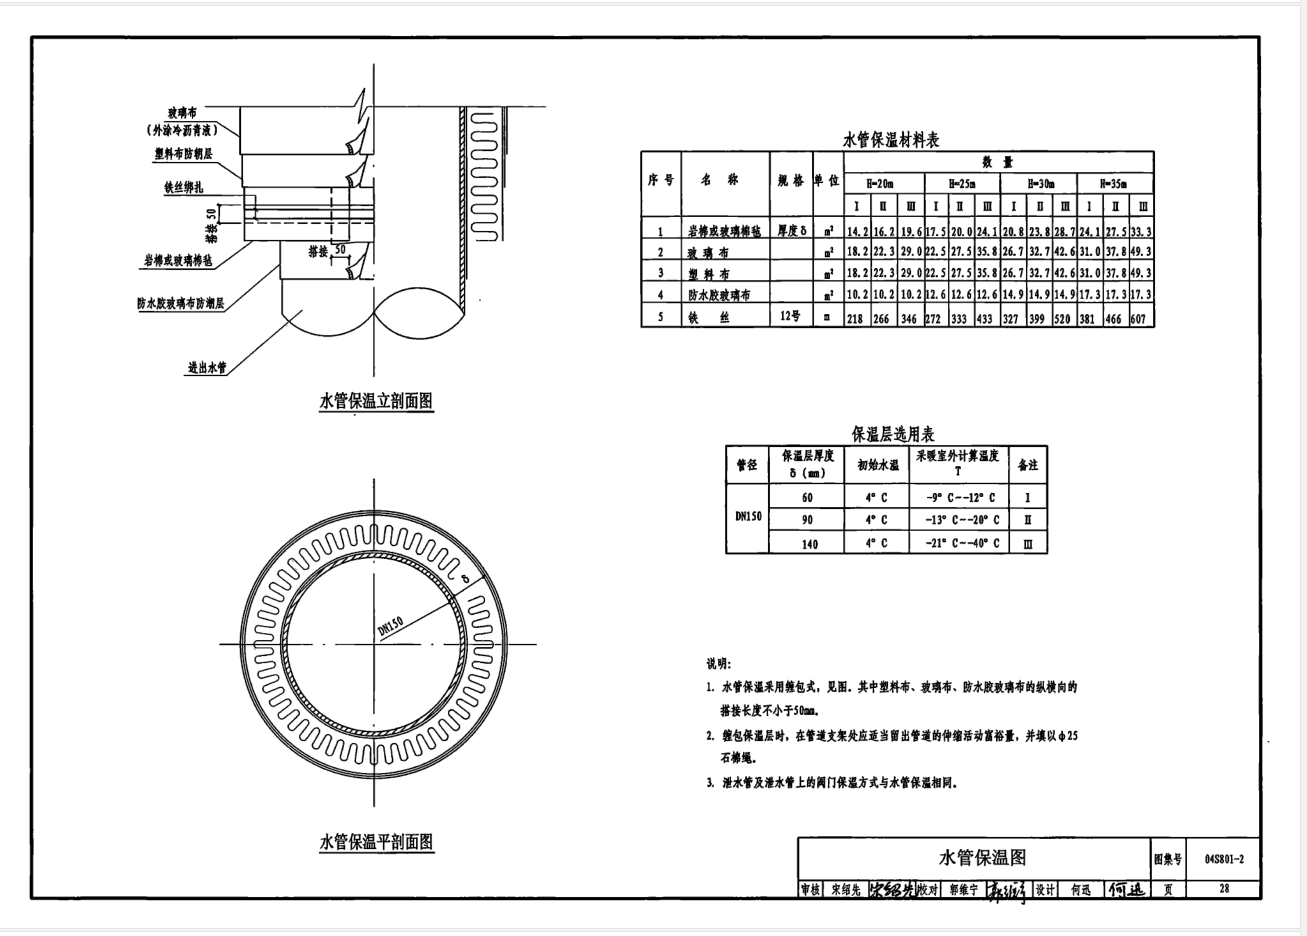 玻璃布
(外涂冷沥青液)
塑料布防潮层
铁丝绑扎
搭接 50
岩棉或玻璃棉毡
搭接 50
防水胶玻璃布防潮层
进出水管
水管保温立剖面图
δ
DN150
水管保温平剖面图
水管保温材料表
序号 名称 规格 单位 数量
H=20m H=25m H=30m H=35m
I II III I II III I II III I II III
1 岩棉或玻璃棉毡 厚度δ m² 14.2 16.2 19.6 17.5 20.0 24.1 20.8 23.8 28.7 24.1 27.5 33.3
2 玻璃布 m² 18.2 22.3 29.0 22.5 27.5 35.8 26.7 32.7 42.6 31.0 37.8 49.3
3 塑料布 m² 18.2 22.3 29.0 22.5 27.5 35.8 26.7 32.7 42.6 31.0 37.8 49.3
4 防水胶玻璃布 m² 10.2 10.2 10.2 12.6 12.6 12.6 14.9 14.9 14.9 17.3 17.3 17.3
5 铁丝 12号 m 218 266 346 272 333 433 327 399 520 381 466 607
保温层选用表
管径 保温层厚度 δ(mm) 初始水温 采暖室外计算温度 T 备注
DN150 60 4°C -9°C~-12°C I
90 4°C -13°C~-20°C II
140 4°C -21°C~-40°C III
说明:
1. 水管保温采用缠包式,见图。其中塑料布、玻璃布、防水胶玻璃布的纵横向的
搭接长度不小于50mm。
2. 缠包保温层时,在管道支架处应适当留出管道的伸缩活动富裕量,并填以φ25
石棉绳。
3. 泄水管及泄水管上的阀门保温方式与水管保温相同。
水管保温图 图集号 04S801-2
审核 宋绍先 宋绍先 校对 郭维宁 郭维宁 设计 何迅 何迅 页 28